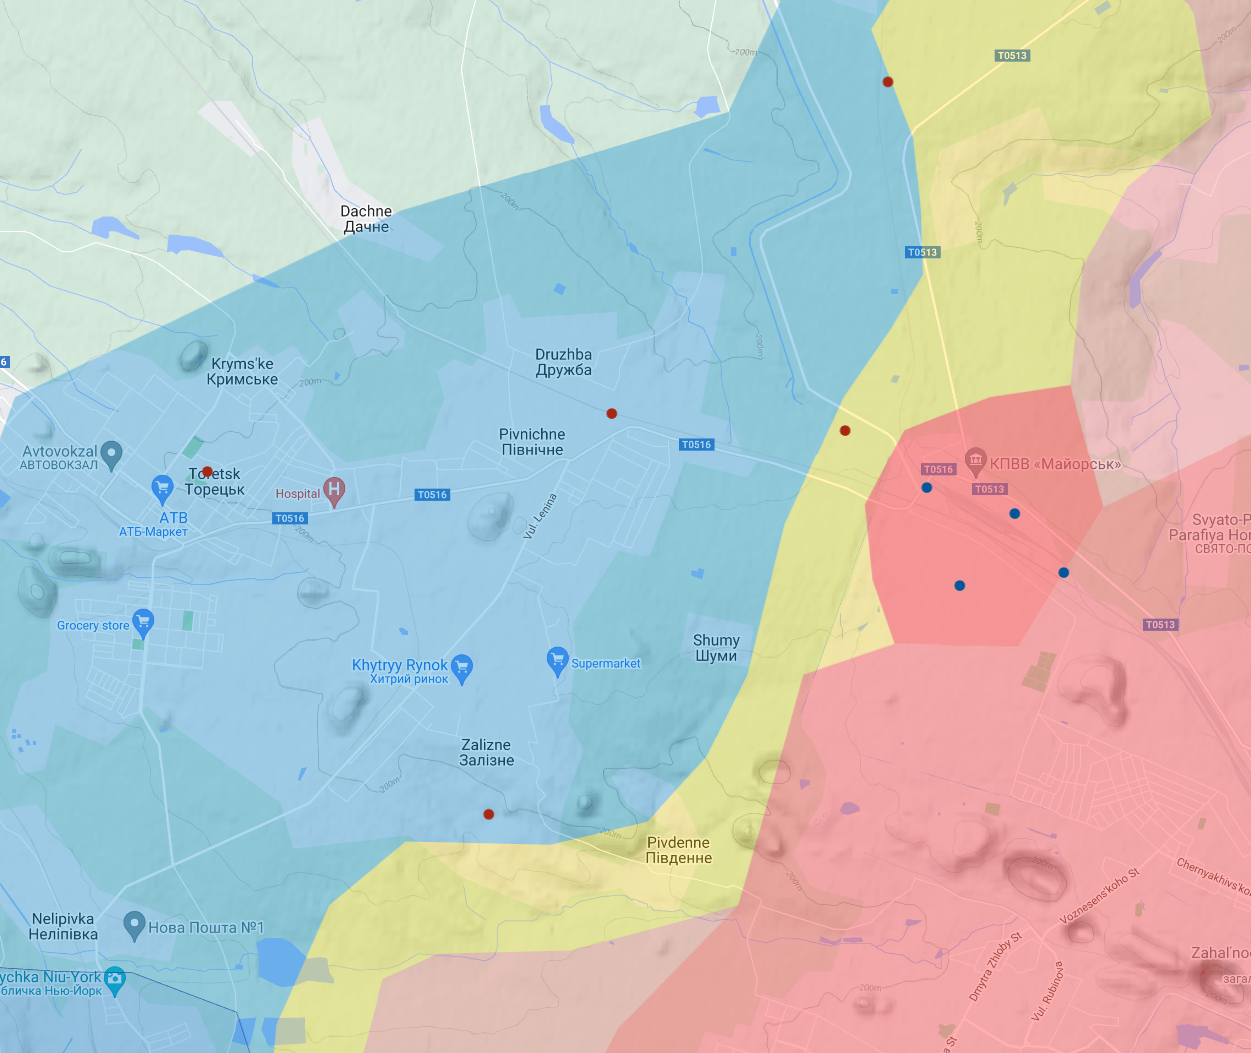 200m
T0513
200m
200m
Dachne
Дачне
200m
T0513
200m
6
Kryms'ke
Кримське
200m
Druzhba
Дружба
Avtovokzal
АВТОВОКЗАЛ
Pivnichne
Північне
T0516
T0516
КПВВ «Майорськ»
T0513
Toretsk
Торецьк
Hospital
T0516
T0516
АТВ
АТБ-Маркет
Vul. Lenina
200m
Svyato-P
Parafiya Hor
СВЯТО-ПО
Grocery store
T0513
Shumy
Шуми
Khytryy Rynok
Хитрий ринок
Supermarket
Zalizne
Залізне
200m
200m
Pivdenne
Південне
200m
Chernyakhivs'ko
Voznesens'koho St
Nelipivka
Неліпівка
Нова Пошта №1
Dmytra Zhloby St
Vul. Rubinova
Zahal'no
загал
ychka Niu-York
бличка Нью-Йорк
200m
a St